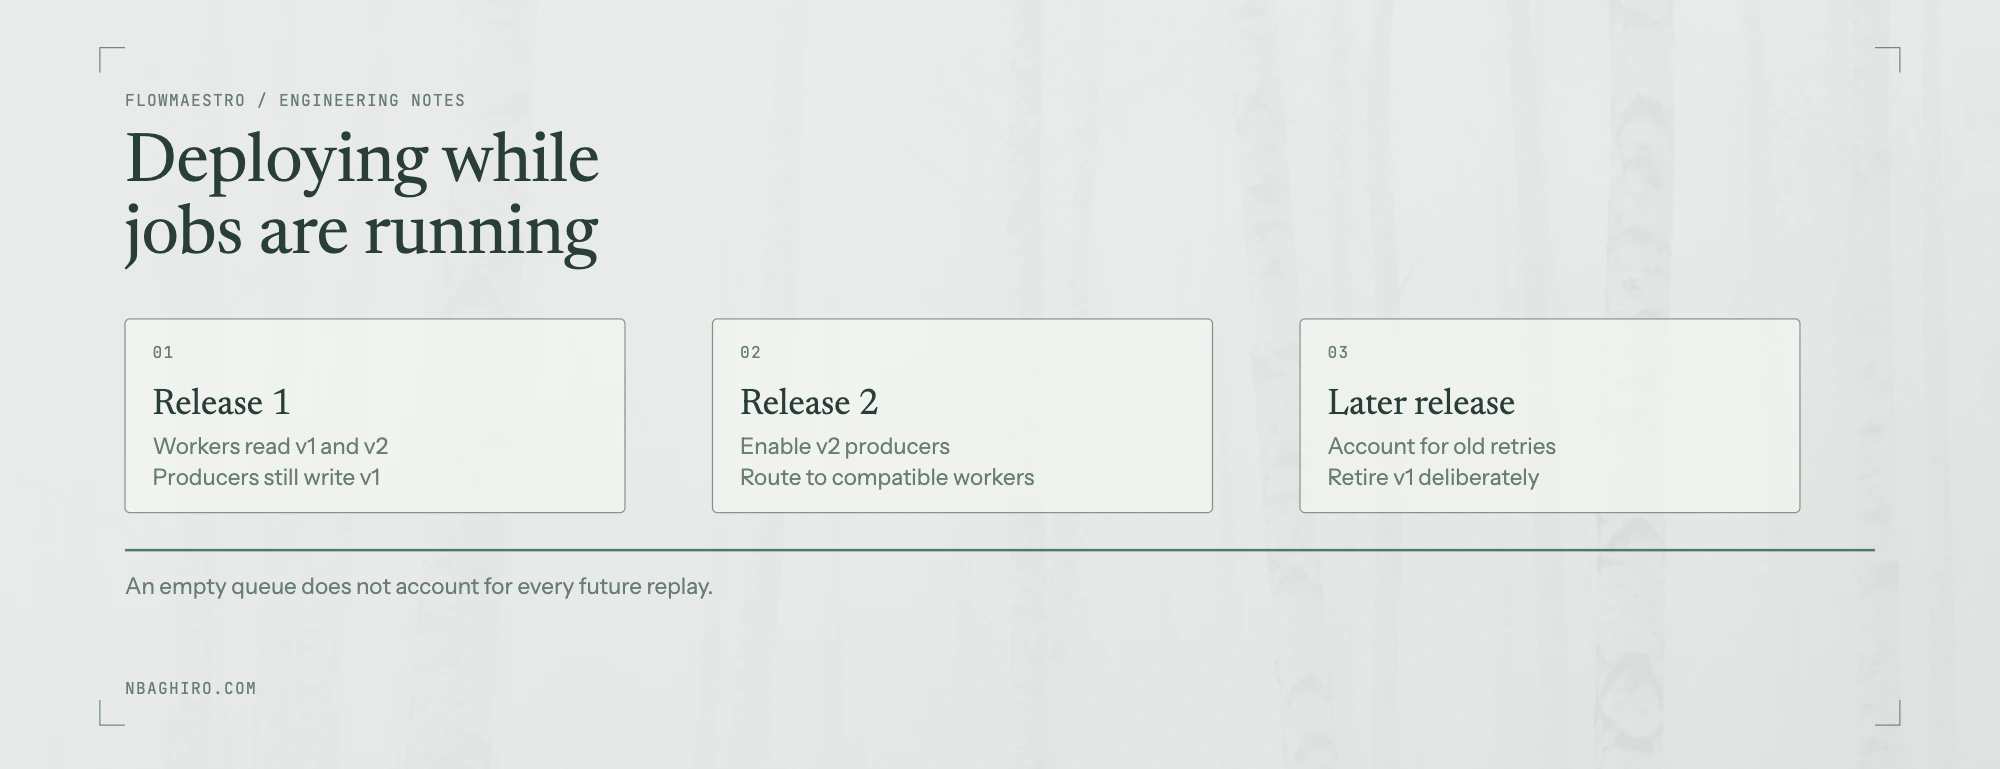 FLOWMAESTRO / ENGINEERING NOTES
Deploying while
jobs are running
01
Release 1
Workers read v1 and v2
Producers still write v1
02
Release 2
Enable v2 producers
Route to compatible workers
03
Later release
Account for old retries
Retire v1 deliberately
An empty queue does not account for every future replay.
NBAGHIRO.COM